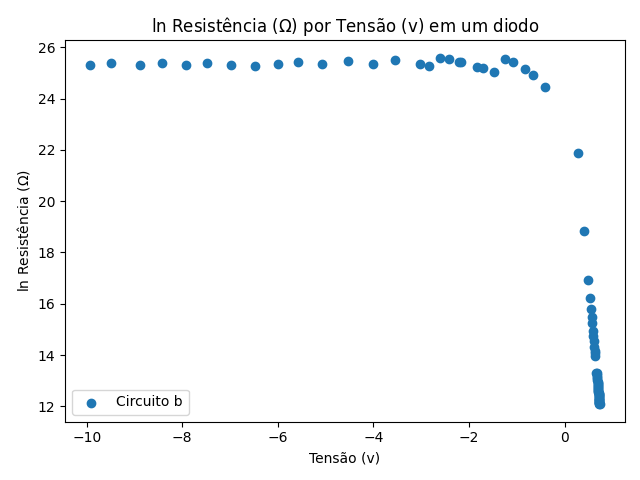 ln Resistência (Ω) por Tensão (v) em um diodo
26
24
22
20
18
16
14
12
ln Resistência (Ω)
Circuito b
−10 −8 −6 −4 −2 0
Tensão (v)